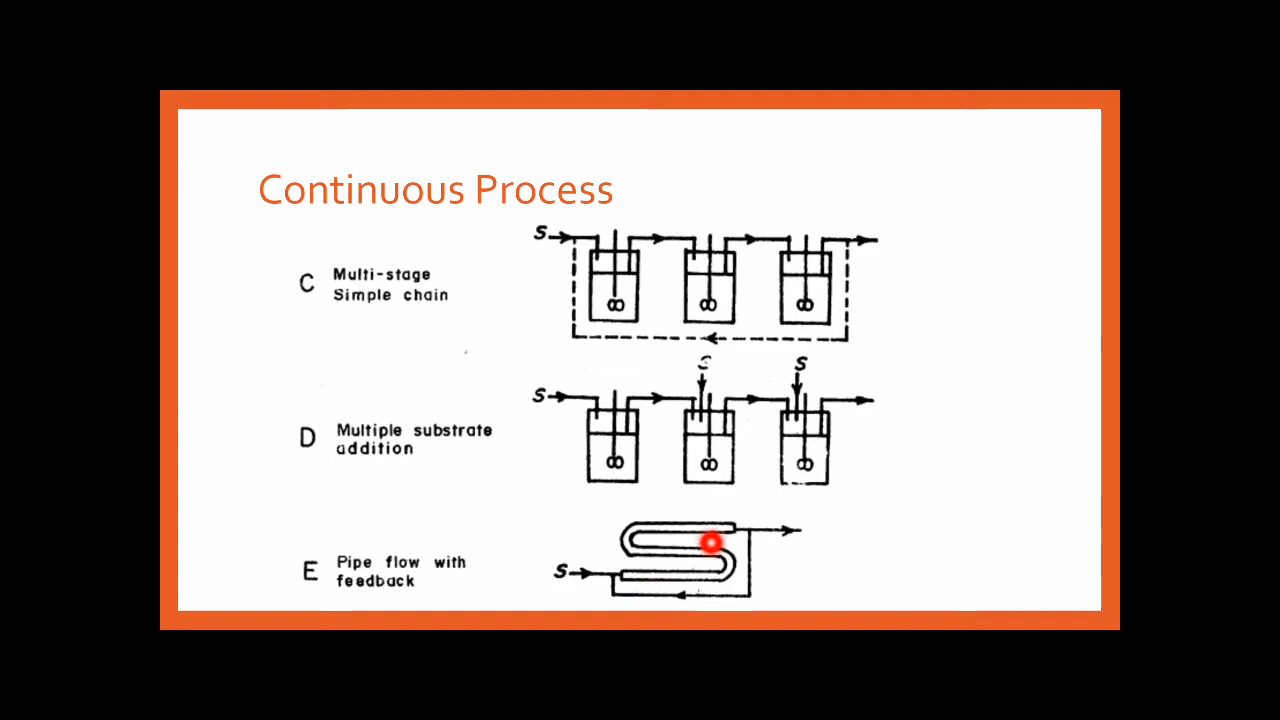 Continuous Process
S
C Multi-stage
Simple chain
S S
S
D Multiple substrate
addition
E Pipe flow with
feedback
S